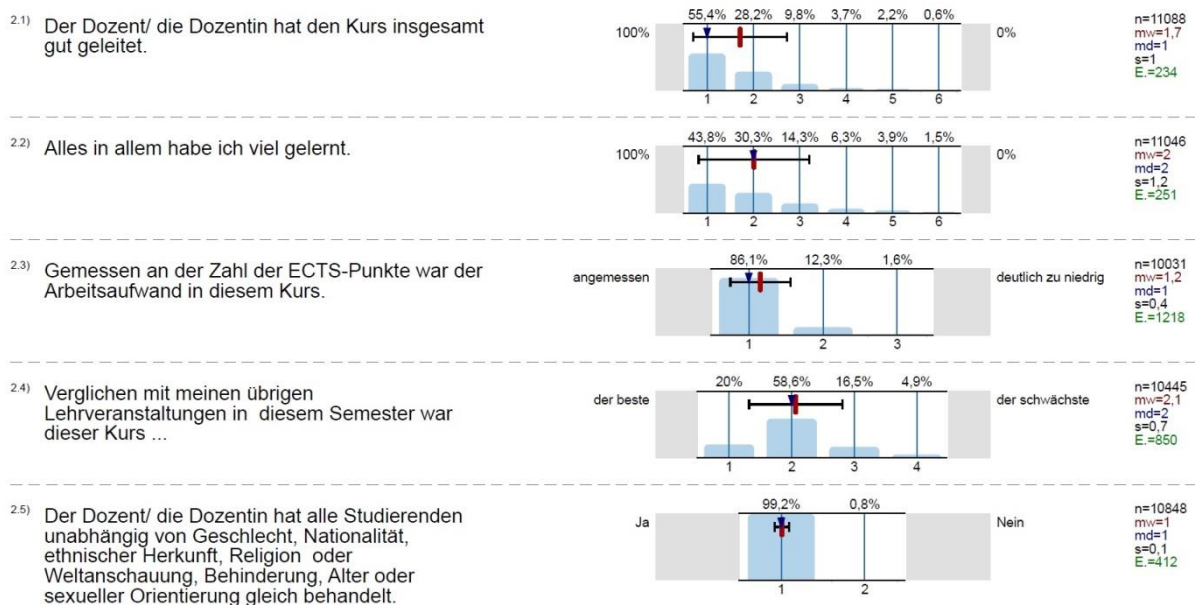 2.1) Der Dozent/ die Dozentin hat den Kurs insgesamt
gut geleitet.
55,4% 28,2% 9,8% 3,7% 2,2% 0,6%
100% 0%
1 2 3 4 5 6
n=11088
mw=1,7
md=1
s=1
E.=234
2.2) Alles in allem habe ich viel gelernt.
43,8% 30,3% 14,3% 6,3% 3,9% 1,5%
100% 0%
1 2 3 4 5 6
n=11046
mw=2
md=2
s=1,2
E.=251
2.3) Gemessen an der Zahl der ECTS-Punkte war der
Arbeitsaufwand in diesem Kurs.
86,1% 12,3% 1,6%
angemessen deutlich zu niedrig
1 2 3
n=10031
mw=1,2
md=1
s=0,4
E.=1218
2.4) Verglichen mit meinen übrigen
Lehrveranstaltungen in diesem Semester war
dieser Kurs ...
20% 58,6% 16,5% 4,9%
der beste der schwächste
1 2 3 4
n=10445
mw=2,1
md=2
s=0,7
E.=850
2.5) Der Dozent/ die Dozentin hat alle Studierenden
unabhängig von Geschlecht, Nationalität,
ethnischer Herkunft, Religion oder
Weltanschauung, Behinderung, Alter oder
sexueller Orientierung gleich behandelt.
99,2% 0,8%
Ja Nein
1 2
n=10848
mw=1
md=1
s=0,1
E.=412